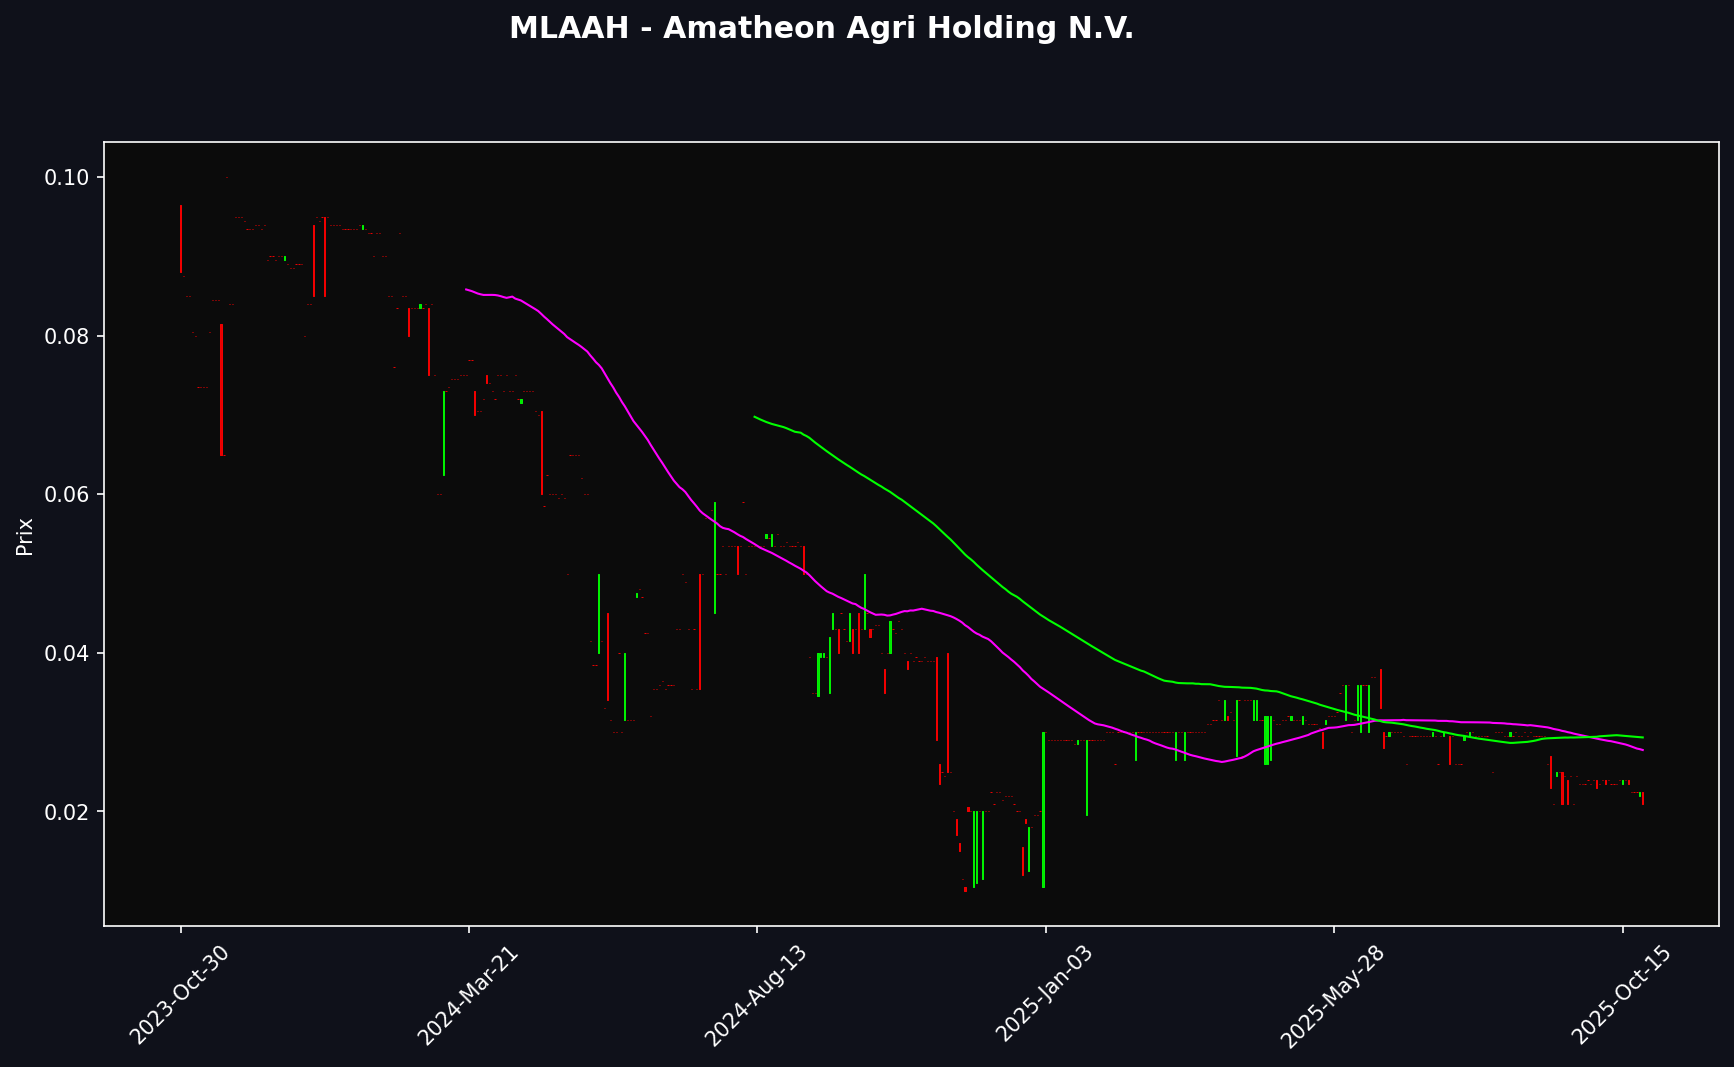 MLAAH - Amatheon Agri Holding N.V.
Prix
0.10
0.08
0.06
0.04
0.02
2023-Oct-30
2024-Mar-21
2024-Aug-13
2025-Jan-03
2025-May-28
2025-Oct-15